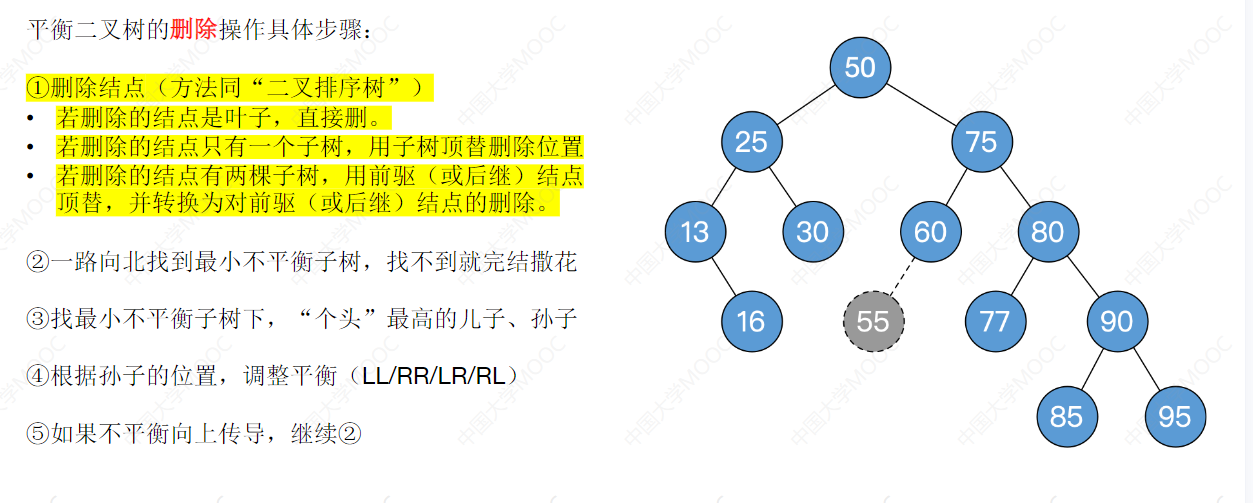 平衡二叉树的删除操作具体步骤：
①删除结点（方法同“二叉排序树”）
• 若删除的结点是叶子，直接删。
• 若删除的结点只有一个子树，用子树顶替删除位置
• 若删除的结点有两棵子树，用前驱（或后继）结点
顶替，并转换为对前驱（或后继）结点的删除。
②一路向北找到最小不平衡子树，找不到就完结撒花
③找最小不平衡子树下，“个头”最高的儿子、孙子
④根据孙子的位置，调整平衡（LL/RR/LR/RL）
⑤如果不平衡向上传导，继续②
50
25 75
13 30 60 80
16 55 77 90
85 95
中国大学MOOC